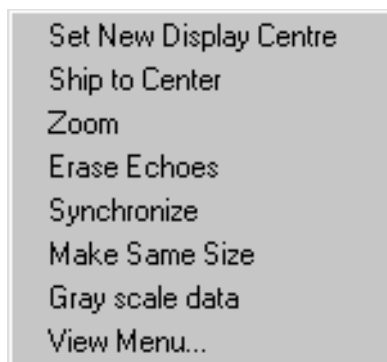 Set New Display Centre
Ship to Center
Zoom
Erase Echoes
Synchronize
Make Same Size
Gray scale data
View Menu...